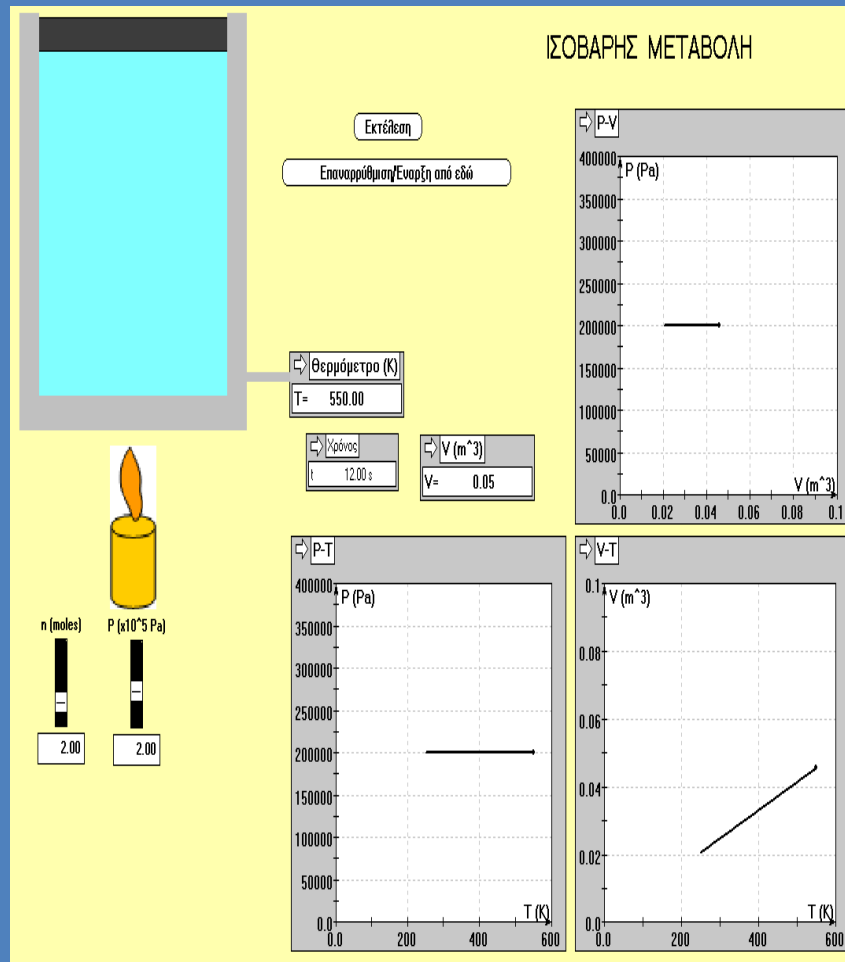 ΙΣΟΒΑΡΗΣ ΜΕΤΑΒΟΛΗ
Εκτέλεση
Επαναρρύθμιση/Έναρξη από εδώ
P-V
P (Pa)
400000
350000
300000
250000
200000
150000
100000
50000
0.0
V (m^3)
0.0 0.02 0.04 0.06 0.08 0.1
Θερμόμετρο (K)
T= 550.00
Χρόνος
t 12.00 s
V (m^3)
V= 0.05
n (moles)
2.00
P (x10^5 Pa)
2.00
P-T
P (Pa)
400000
350000
300000
250000
200000
150000
100000
50000
0.0
T (K)
0.0 200 400 600
V-T
V (m^3)
0.1
0.08
0.06
0.04
0.02
0.0
T (K)
0.0 200 400 600